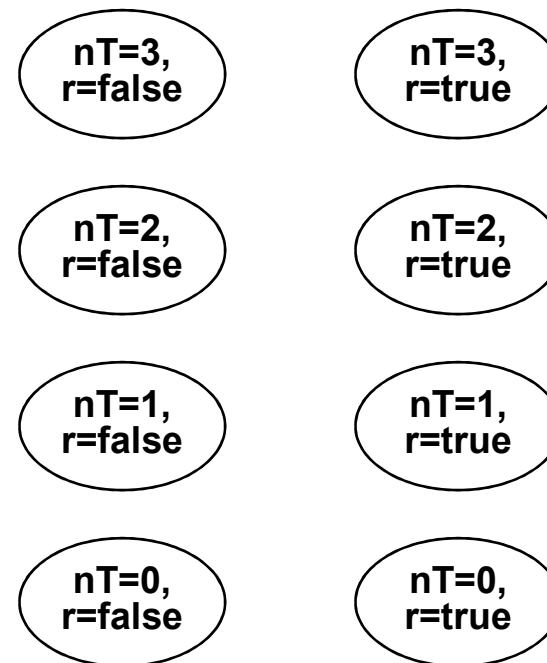 nT=3,
r=false
nT=3,
r=true
nT=2,
r=false
nT=2,
r=true
nT=1,
r=false
nT=1,
r=true
nT=0,
r=false
nT=0,
r=true